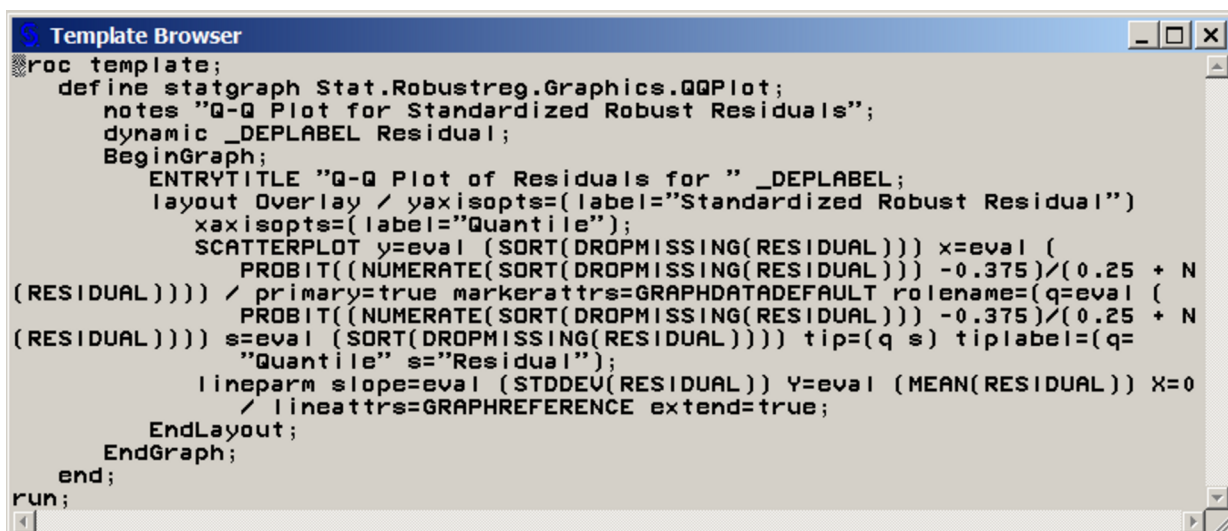 Template Browser
proc template;
   define statgraph Stat.Robustreg.Graphics.QQPlot;
      notes "Q-Q Plot for Standardized Robust Residuals";
      dynamic _DEPLABEL Residual;
      BeginGraph;
         ENTRYTITLE "Q-Q Plot of Residuals for " _DEPLABEL;
         layout Overlay / yaxisopts=(label="Standardized Robust Residual")
            xaxisopts=(label="Quantile");
            SCATTERPLOT y=eval (SORT(DROPMISSING(RESIDUAL))) x=eval (
               PROBIT((NUMERATE(SORT(DROPMISSING(RESIDUAL))) -0.375)/(0.25 + N
(RESIDUAL)))) / primary=true markerattrs=GRAPHDATADEFAULT rolename=(q=eval (
               PROBIT((NUMERATE(SORT(DROPMISSING(RESIDUAL))) -0.375)/(0.25 + N
(RESIDUAL)))) s=eval (SORT(DROPMISSING(RESIDUAL)))) tip=(q s) tiplabel=(q=
               "Quantile" s="Residual");
            lineparm slope=eval (STDDEV(RESIDUAL)) Y=eval (MEAN(RESIDUAL)) X=0
               / lineattrs=GRAPHREFERENCE extend=true;
         EndLayout;
      EndGraph;
   end;
run;